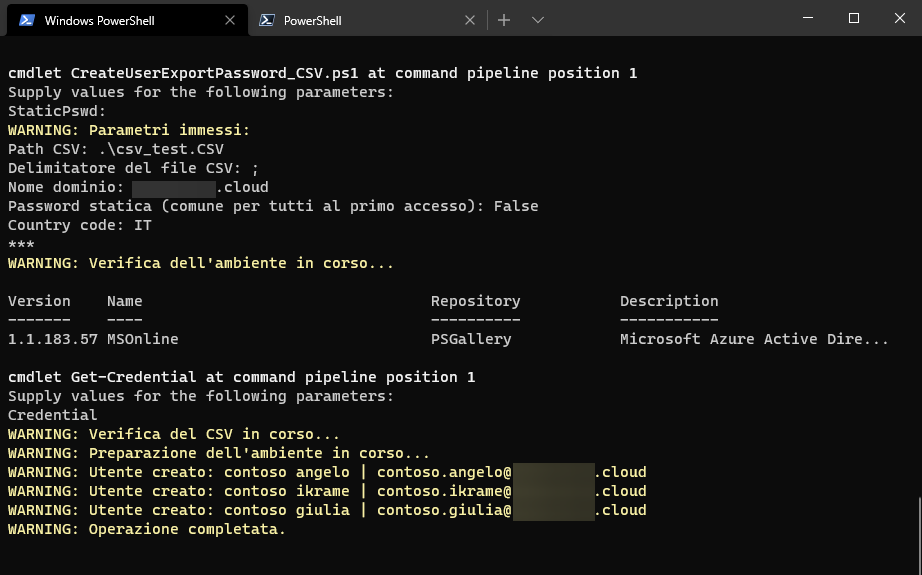 Windows PowerShell
PowerShell
cmdlet CreateUserExportPassword_CSV.ps1 at command pipeline position 1
Supply values for the following parameters:
StaticPswd:
WARNING: Parametri immessi:
Path CSV: .\csv_test.CSV
Delimitatore del file CSV: ;
Nome dominio: .cloud
Password statica (comune per tutti al primo accesso): False
Country code: IT
***
WARNING: Verifica dell'ambiente in corso...
Version Name Repository Description
------- ---- ---------- -----------
1.1.183.57 MSOnline PSGallery Microsoft Azure Active Dire...
cmdlet Get-Credential at command pipeline position 1
Supply values for the following parameters:
Credential
WARNING: Verifica del CSV in corso...
WARNING: Preparazione dell'ambiente in corso...
WARNING: Utente creato: contoso angelo | contoso.angelo@ .cloud
WARNING: Utente creato: contoso ikrame | contoso.ikrame@ .cloud
WARNING: Utente creato: contoso giulia | contoso.giulia@ .cloud
WARNING: Operazione completata.